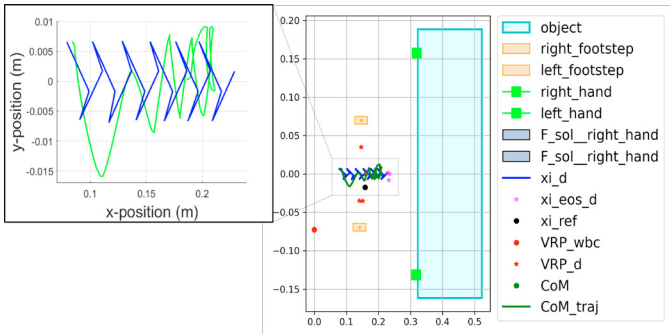 0.01
0.005
0
-0.005
-0.01
-0.015
y-position (m)
0.1
0.15
0.2
x-position (m)
0.20
0.15
0.10
0.05
0.00
−0.05
−0.10
−0.15
0.0
0.1
0.2
0.3
0.4
0.5
object
right_footstep
left_footstep
right_hand
left_hand
F_sol__right_hand
F_sol__right_hand
xi_d
xi_eos_d
xi_ref
VRP_wbc
VRP_d
CoM
CoM_traj